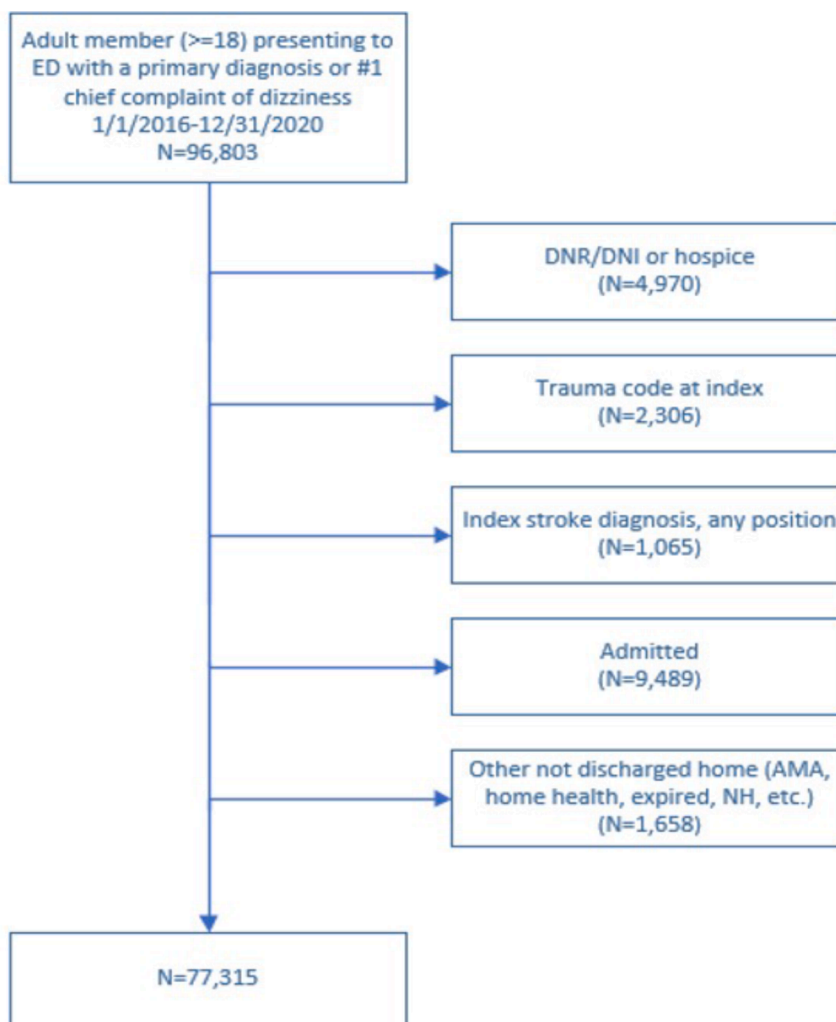 Adult member (>=18) presenting to
ED with a primary diagnosis or #1
chief complaint of dizziness
1/1/2016-12/31/2020
N=96,803
DNR/DNI or hospice
(N=4,970)
Trauma code at index
(N=2,306)
Index stroke diagnosis, any position
(N=1,065)
Admitted
(N=9,489)
Other not discharged home (AMA,
home health, expired, NH, etc.)
(N=1,658)
N=77,315